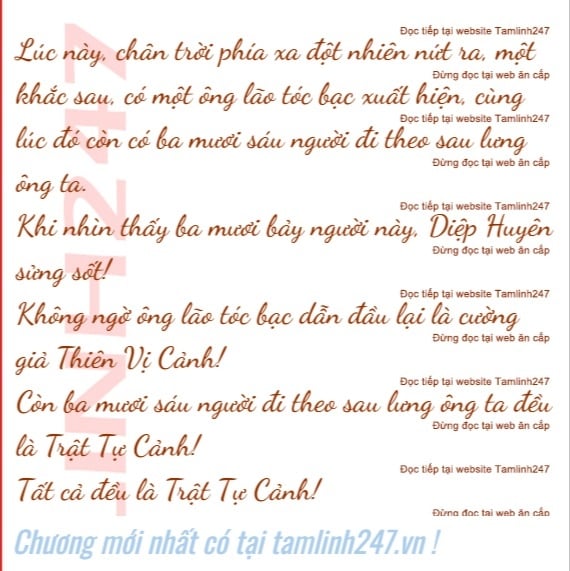 Đọc tiếp tại website Tamlinh247
Lúc này, chân trời phía xa đột nhiên nứt ra, một
Đừng đọc tại web ăn cắp
khắc sau, có một ông lão tóc bạc xuất hiện, cùng
Đọc tiếp tại website Tamlinh247
lúc đó còn có ba mươi sáu người đi theo sau lưng
Đừng đọc tại web ăn cắp
ông ta.
Đọc tiếp tại website Tamlinh247
Khi nhìn thấy ba mươi bảy người này, Diệp Huyên
Đừng đọc tại web ăn cắp
sửng sốt!
Đọc tiếp tại website Tamlinh247
Không ngờ ông lão tóc bạc dẫn đầu lại là cường
Đừng đọc tại web ăn cắp
giả Thiên Vị Cảnh!
Đọc tiếp tại website Tamlinh247
Còn ba mươi sáu người đi theo sau lưng ông ta đều
Đừng đọc tại web ăn cắp
là Trật Tự Cảnh!
Đọc tiếp tại website Tamlinh247
Tất cả đều là Trật Tự Cảnh!
Đừng đọc tại web ăn cắp
Chương mới nhất có tại tamlinh247.vn !
INH247